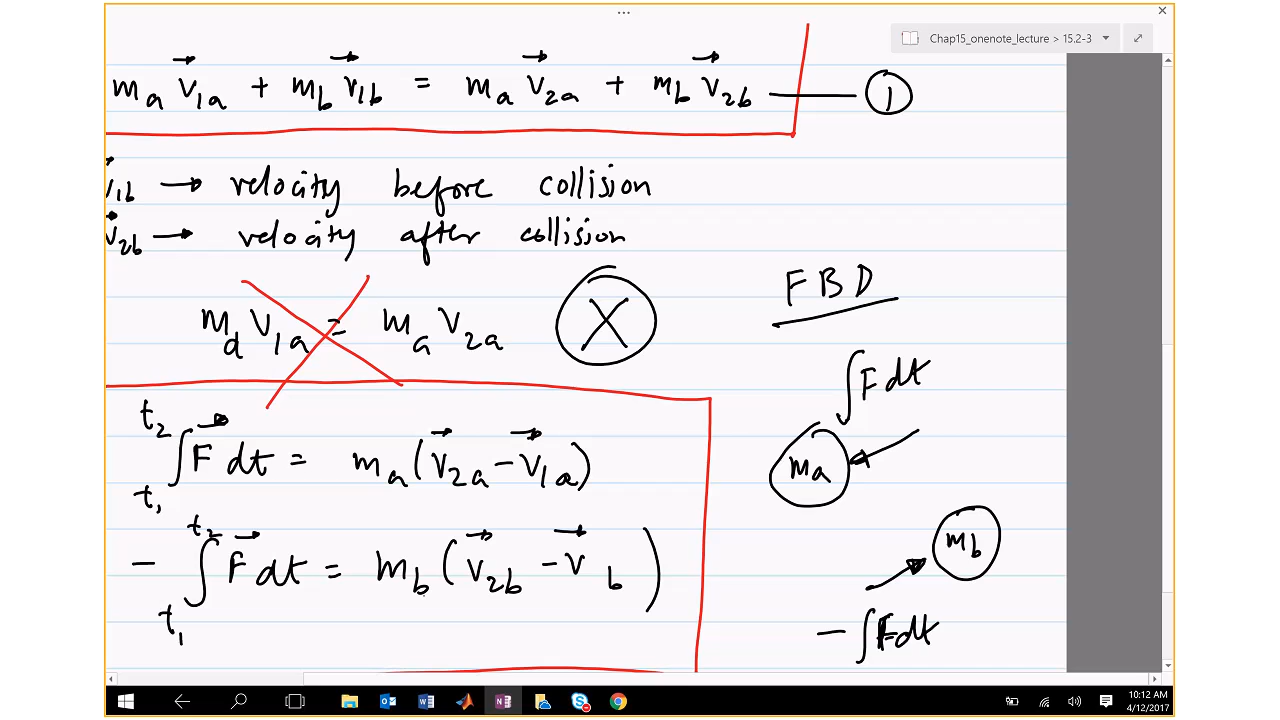 ...
Chap15_onenote_lecture > 15.2-3
m_a v⃗_1a + m_b v⃗_1b = m_a v⃗_2a + m_b v⃗_2b — ①
v⃗_1b → velocity before collision
v⃗_2b → velocity after collision
m_a v_1a = m_a v_2a X
FBD
∫F dt
t_2
∫ F⃗ dt = m_a (v⃗_2a − v⃗_1a)
t_1
m_a
t_2
− ∫ F⃗ dt = m_b (v⃗_2b − v⃗_ b)
t_1
m_b
− ∫F dt
10:12 AM
4/12/2017